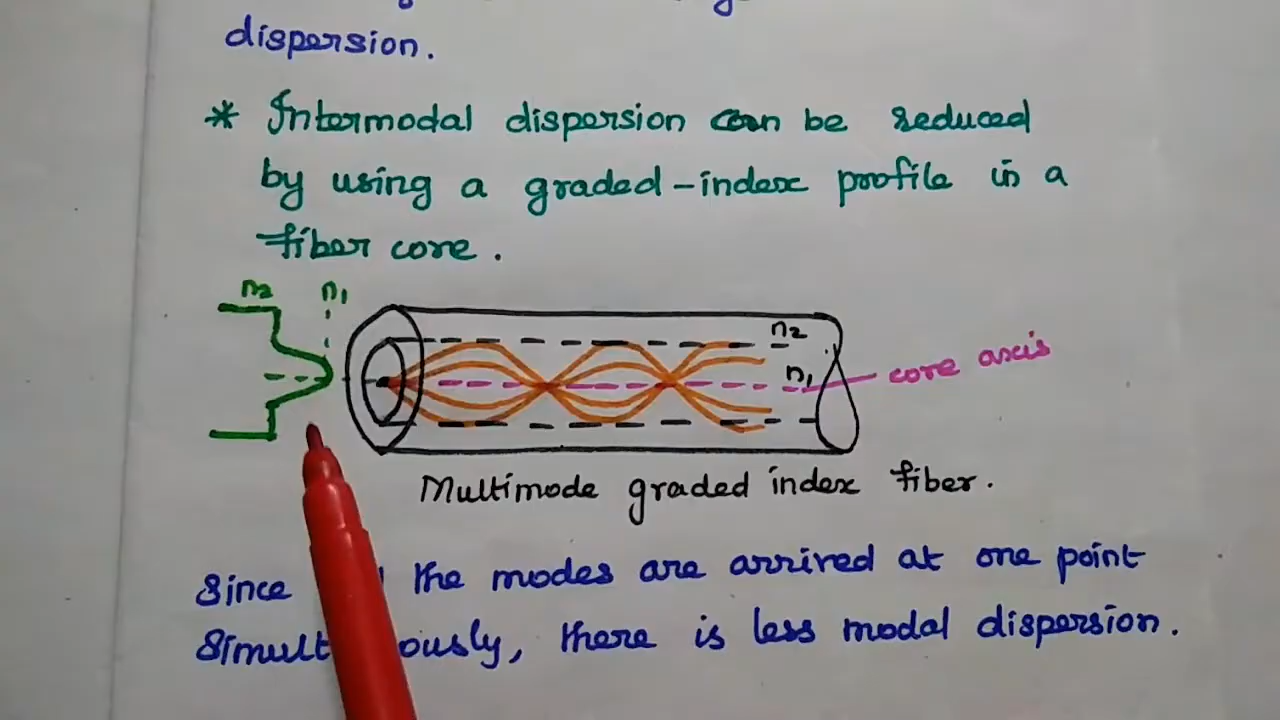 dispersion.
* Intermodal dispersion can be reduced
by using a graded-index profile in a
fiber core.
n2 n1
n2
n1
core axis
Multimode graded index fiber.
Since the modes are arrived at one point
there is less modal dispersion.